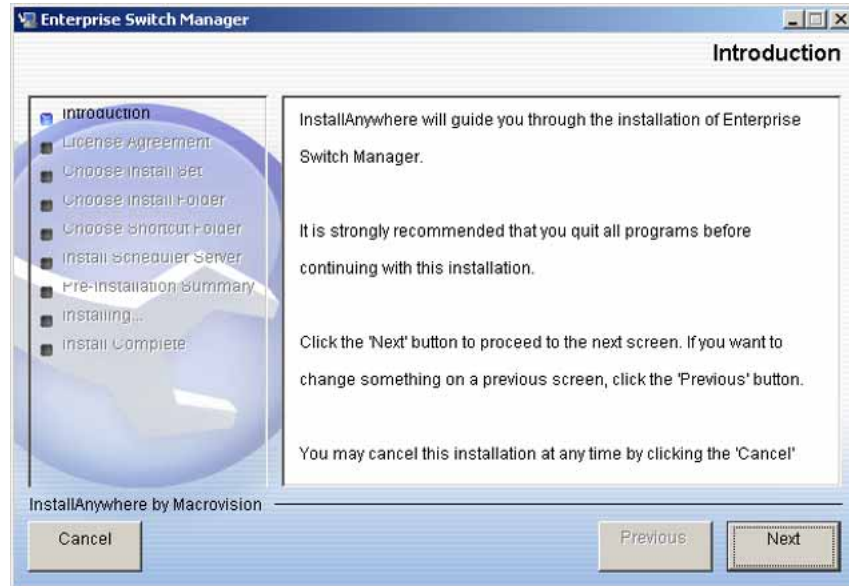 Enterprise Switch Manager
Introduction
Introduction
License Agreement
Choose Install Set
Choose Install Folder
Choose Shortcut Folder
Install Scheduler Server
Pre-Installation Summary
Installing...
Install Complete
InstallAnywhere will guide you through the installation of Enterprise
Switch Manager.
It is strongly recommended that you quit all programs before
continuing with this installation.
Click the 'Next' button to proceed to the next screen. If you want to
change something on a previous screen, click the 'Previous' button.
You may cancel this installation at any time by clicking the 'Cancel'
InstallAnywhere by Macrovision
Cancel
Previous
Next